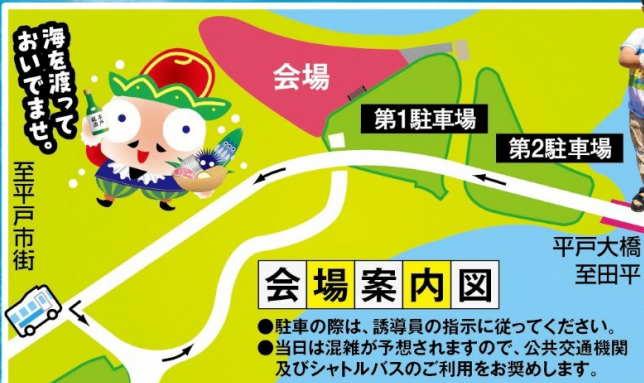 海を渡って
おいでませ。
会場
第1駐車場
第2駐車場
至平戸市街
平戸大橋
至田平
会場案内図
●駐車の際は、誘導員の指示に従ってください。
●当日は混雑が予想されますので、公共交通機関
及びシャトルバスのご利用をお奨めします。